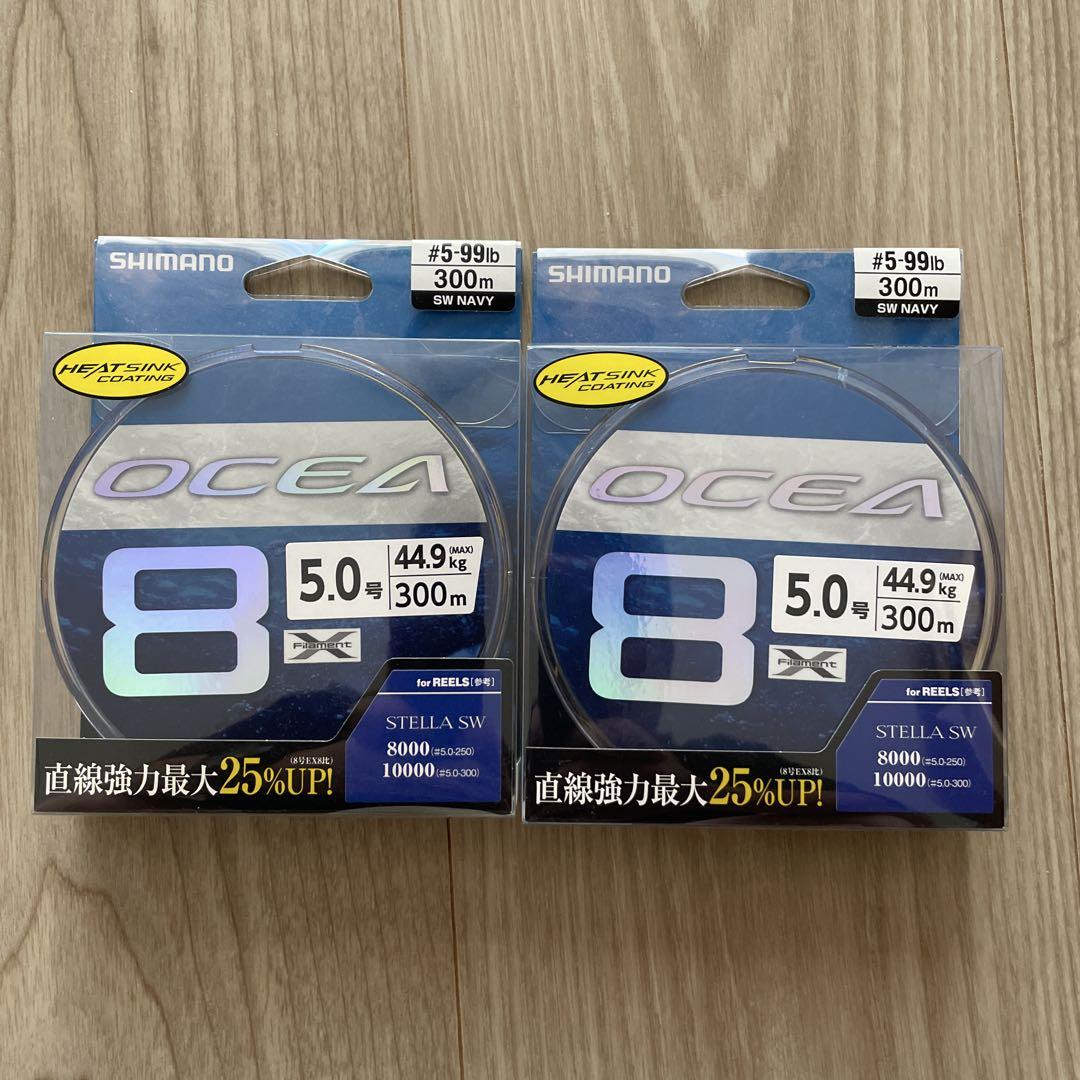 SHIMANO
#5-99lb
300m
SW NAVY
HEATSINK
COATING
OCEA
8
5.0号
44.9kg(MAX)
300m
X
Filament
for REELS[参考]
STELLA SW
8000(#5.0-250)
10000(#5.0-300)
(8号EX8比)
直線強力最大25%UP!
SHIMANO
#5-99lb
300m
SW NAVY
HEATSINK
COATING
OCEA
8
5.0号
44.9kg(MAX)
300m
X
Filament
for REELS[参考]
STELLA SW
8000(#5.0-250)
10000(#5.0-300)
(8号EX8比)
直線強力最大25%UP!